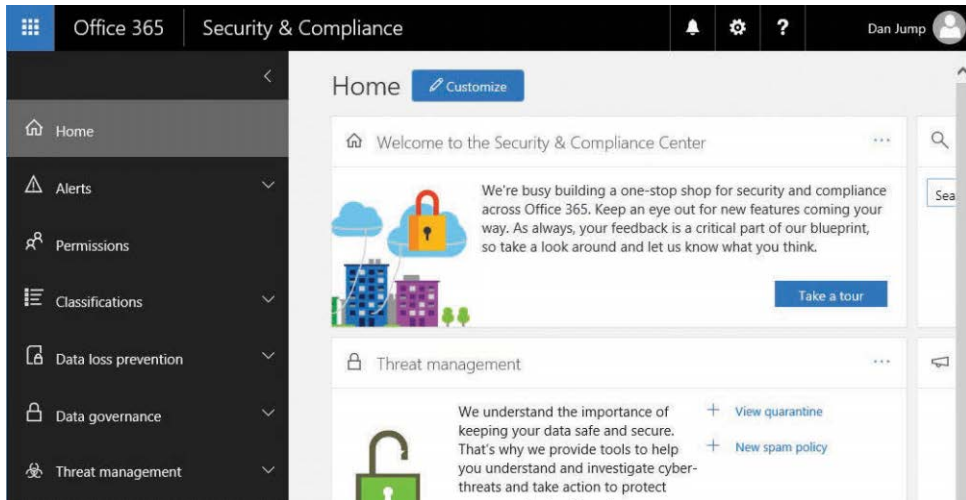 Office 365
Security & Compliance
?
Dan Jump
Home
Alerts
Permissions
Classifications
Data loss prevention
Data governance
Threat management
Home
Customize
Welcome to the Security & Compliance Center
We're busy building a one-stop shop for security and compliance
across Office 365. Keep an eye out for new features coming your
way. As always, your feedback is a critical part of our blueprint,
so take a look around and let us know what you think.
Take a tour
Sea
Threat management
We understand the importance of
keeping your data safe and secure.
That's why we provide tools to help
you understand and investigate cyber-
threats and take action to protect
View quarantine
New spam policy